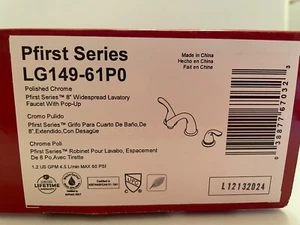 Pfirst Series
LG149-61P0
Made in China
Hecho en China
Fait en Chine
Polished Chrome
Pfirst Series™ 8" Widespread Lavatory
Faucet With Pop-Up
Cromo Pulido
Pfirst Series™ Grifo Para Cuarto De Baño,De
8",Extendido,Con Desagüe
Chrome Poli
Pfirst Series™ Robinet Pour Lavabo, Espacement
De 8 Po,Avec Tirette
1.2 US GPM 4.5 L/min MAX 60 PSI
LIFETIME
L12132024